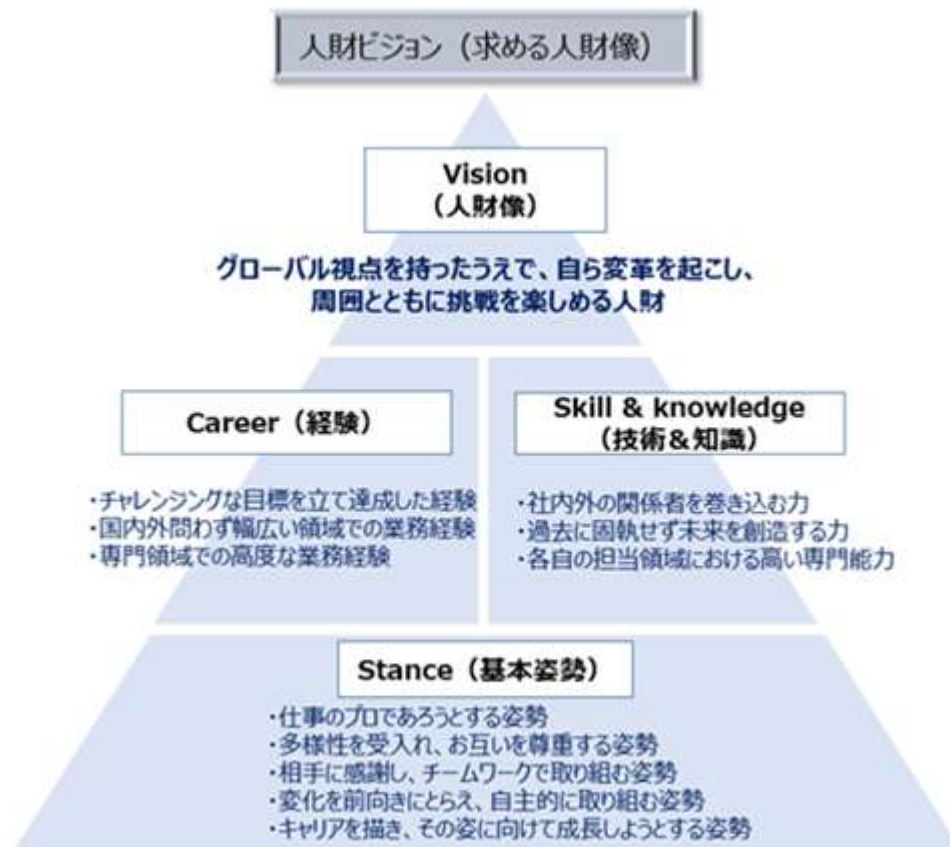 人財ビジョン（求める人財像）
Vision
（人財像）
グローバル視点を持ったうえで、自ら変革を起こし、
周囲とともに挑戦を楽しめる人財
Career（経験）
・チャレンジングな目標を立て達成した経験
・国内外問わず幅広い領域での業務経験
・専門領域での高度な業務経験
Skill & knowledge
（技術＆知識）
・社内外の関係者を巻き込む力
・過去に固執せず未来を創造する力
・各自の担当領域における高い専門能力
Stance（基本姿勢）
・仕事のプロであろうとする姿勢
・多様性を受入れ、お互いを尊重する姿勢
・相手に感謝し、チームワークで取り組む姿勢
・変化を前向きにとらえ、自主的に取り組む姿勢
・キャリアを描き、その姿に向けて成長しようとする姿勢